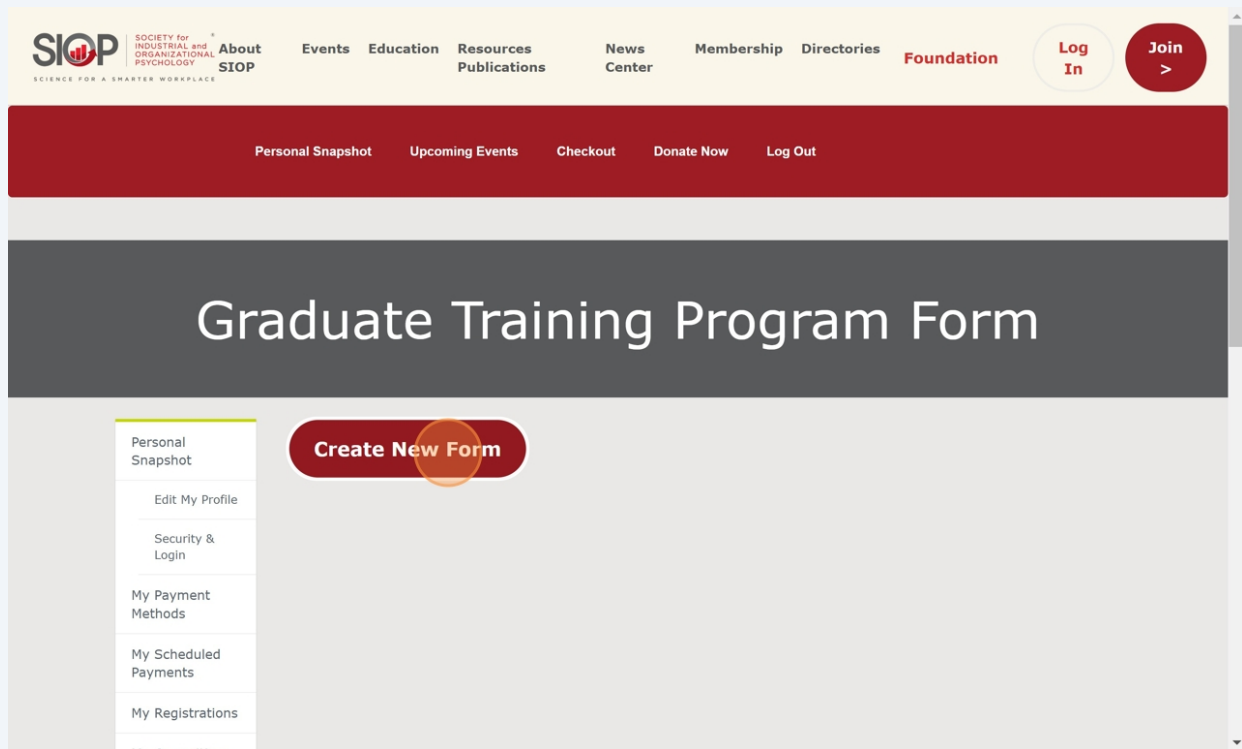 SIOP
SOCIETY for
INDUSTRIAL and
ORGANIZATIONAL
PSYCHOLOGY
®
SCIENCE FOR A SMARTER WORKPLACE
About
SIOP
Events
Education
Resources
Publications
News
Center
Membership
Directories
Foundation
Log
In
Join
>
Personal Snapshot Upcoming Events Checkout Donate Now Log Out
Graduate Training Program Form
Create New Form
Personal
Snapshot
Edit My Profile
Security &
Login
My Payment
Methods
My Scheduled
Payments
My Registrations